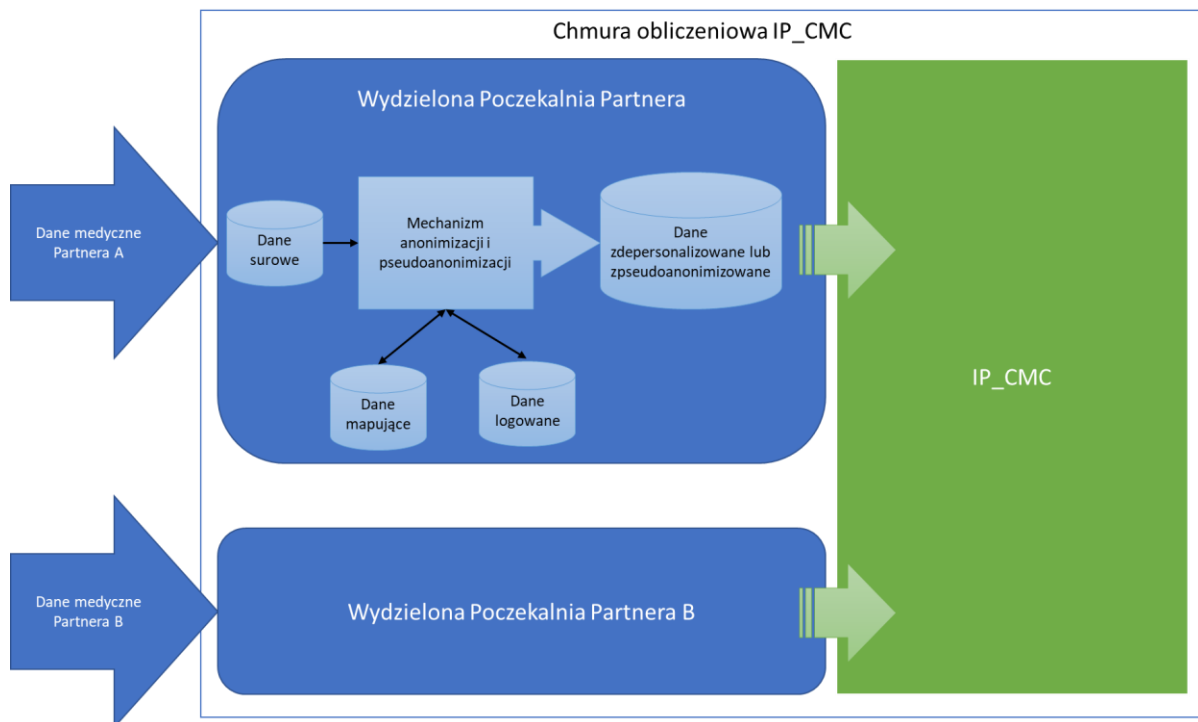 Chmura obliczeniowa IP_CMC
Wydzielona Poczekalnia Partnera
Dane medyczne
Partnera A
Dane
surowe
Mechanizm
anonimizacji i
pseudoanonimizacji
Dane
zdepersonalizowane lub
zpseudoanonimizowane
Dane
mapujące
Dane
logowane
IP_CMC
Dane medyczne
Partnera B
Wydzielona Poczekalnia Partnera B